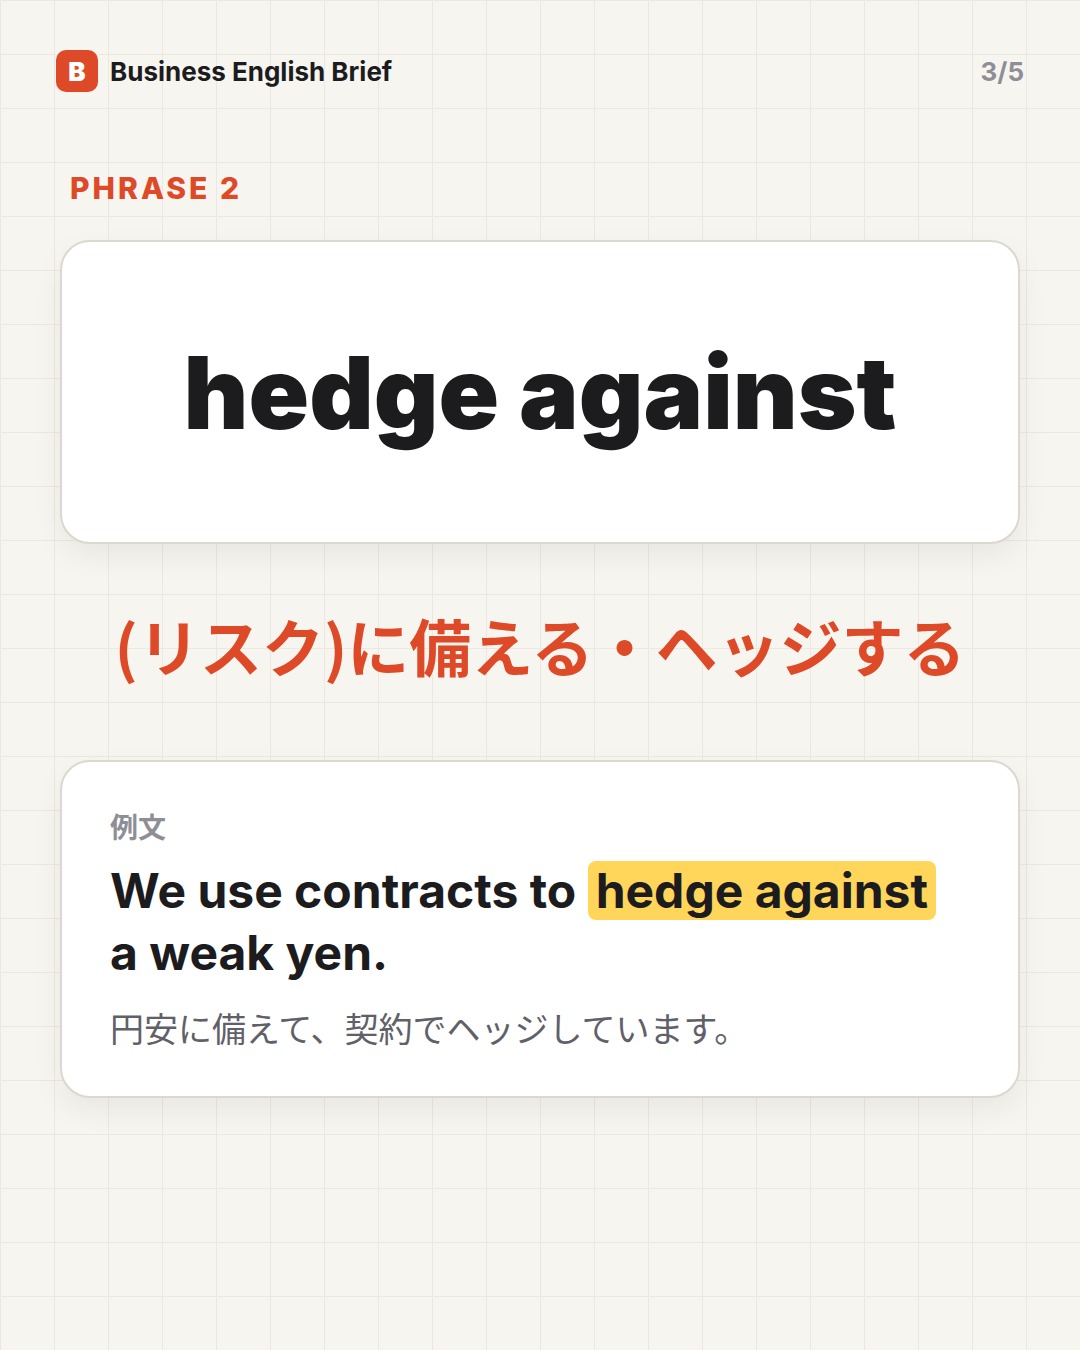 B Business English Brief 3/5
PHRASE 2
hedge against
(リスク)に備える・ヘッジする
例文
We use contracts to hedge against
a weak yen.
円安に備えて、契約でヘッジしています。